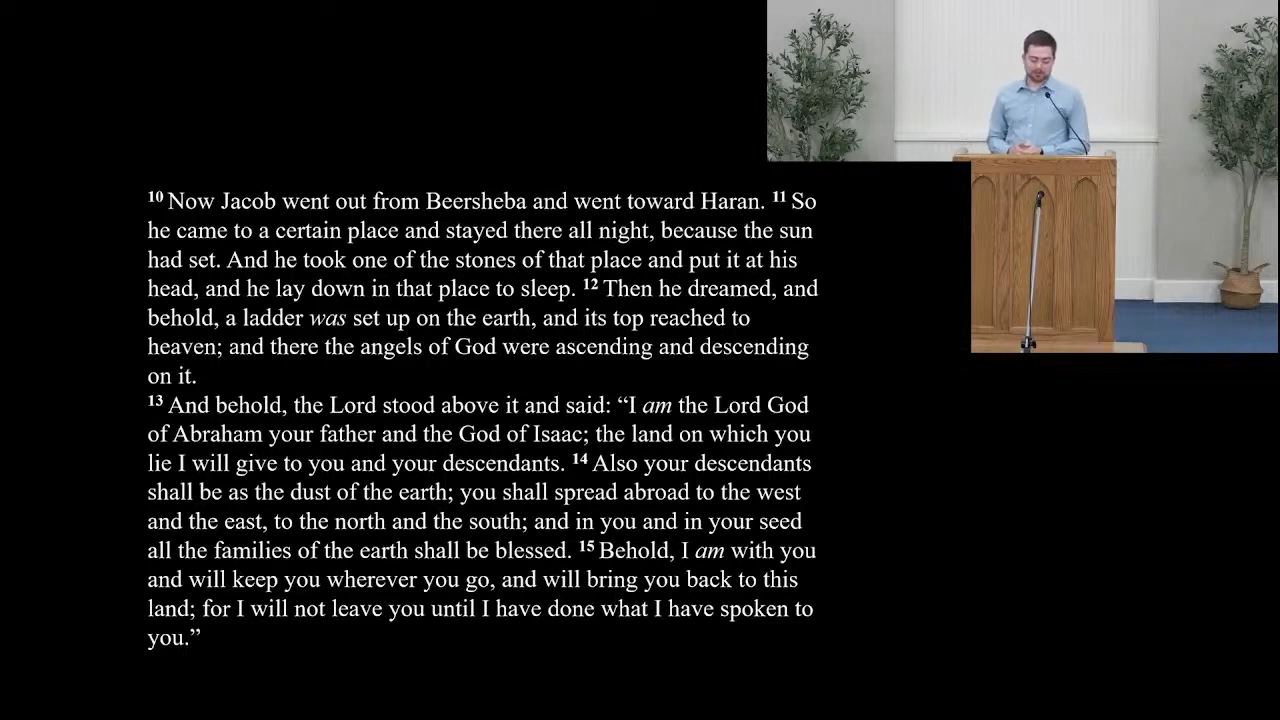 10 Now Jacob went out from Beersheba and went toward Haran. 11 So
he came to a certain place and stayed there all night, because the sun
had set. And he took one of the stones of that place and put it at his
head, and he lay down in that place to sleep. 12 Then he dreamed, and
behold, a ladder was set up on the earth, and its top reached to
heaven; and there the angels of God were ascending and descending
on it.
13 And behold, the Lord stood above it and said: “I am the Lord God
of Abraham your father and the God of Isaac; the land on which you
lie I will give to you and your descendants. 14 Also your descendants
shall be as the dust of the earth; you shall spread abroad to the west
and the east, to the north and the south; and in you and in your seed
all the families of the earth shall be blessed. 15 Behold, I am with you
and will keep you wherever you go, and will bring you back to this
land; for I will not leave you until I have done what I have spoken to
you.”